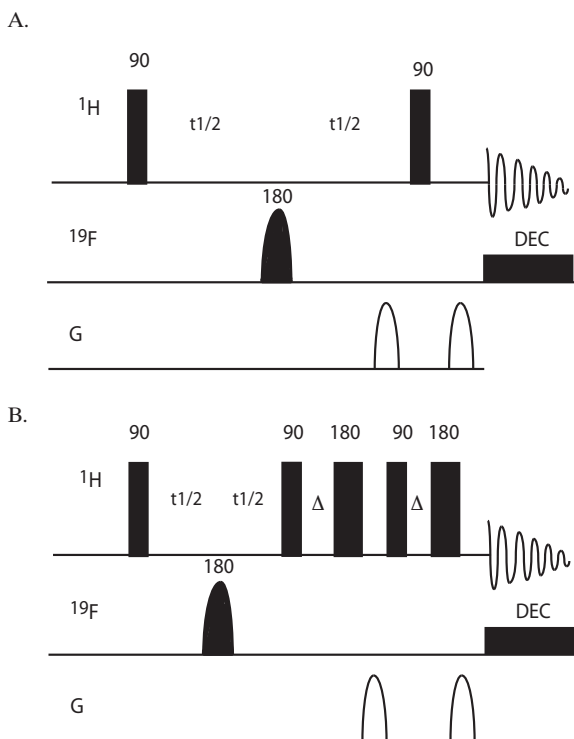 A.
90 90
¹H t1/2 t1/2
180
¹⁹F DEC
G
B.
90 90 180 90 180
¹H t1/2 t1/2 Δ Δ
180
¹⁹F DEC
G